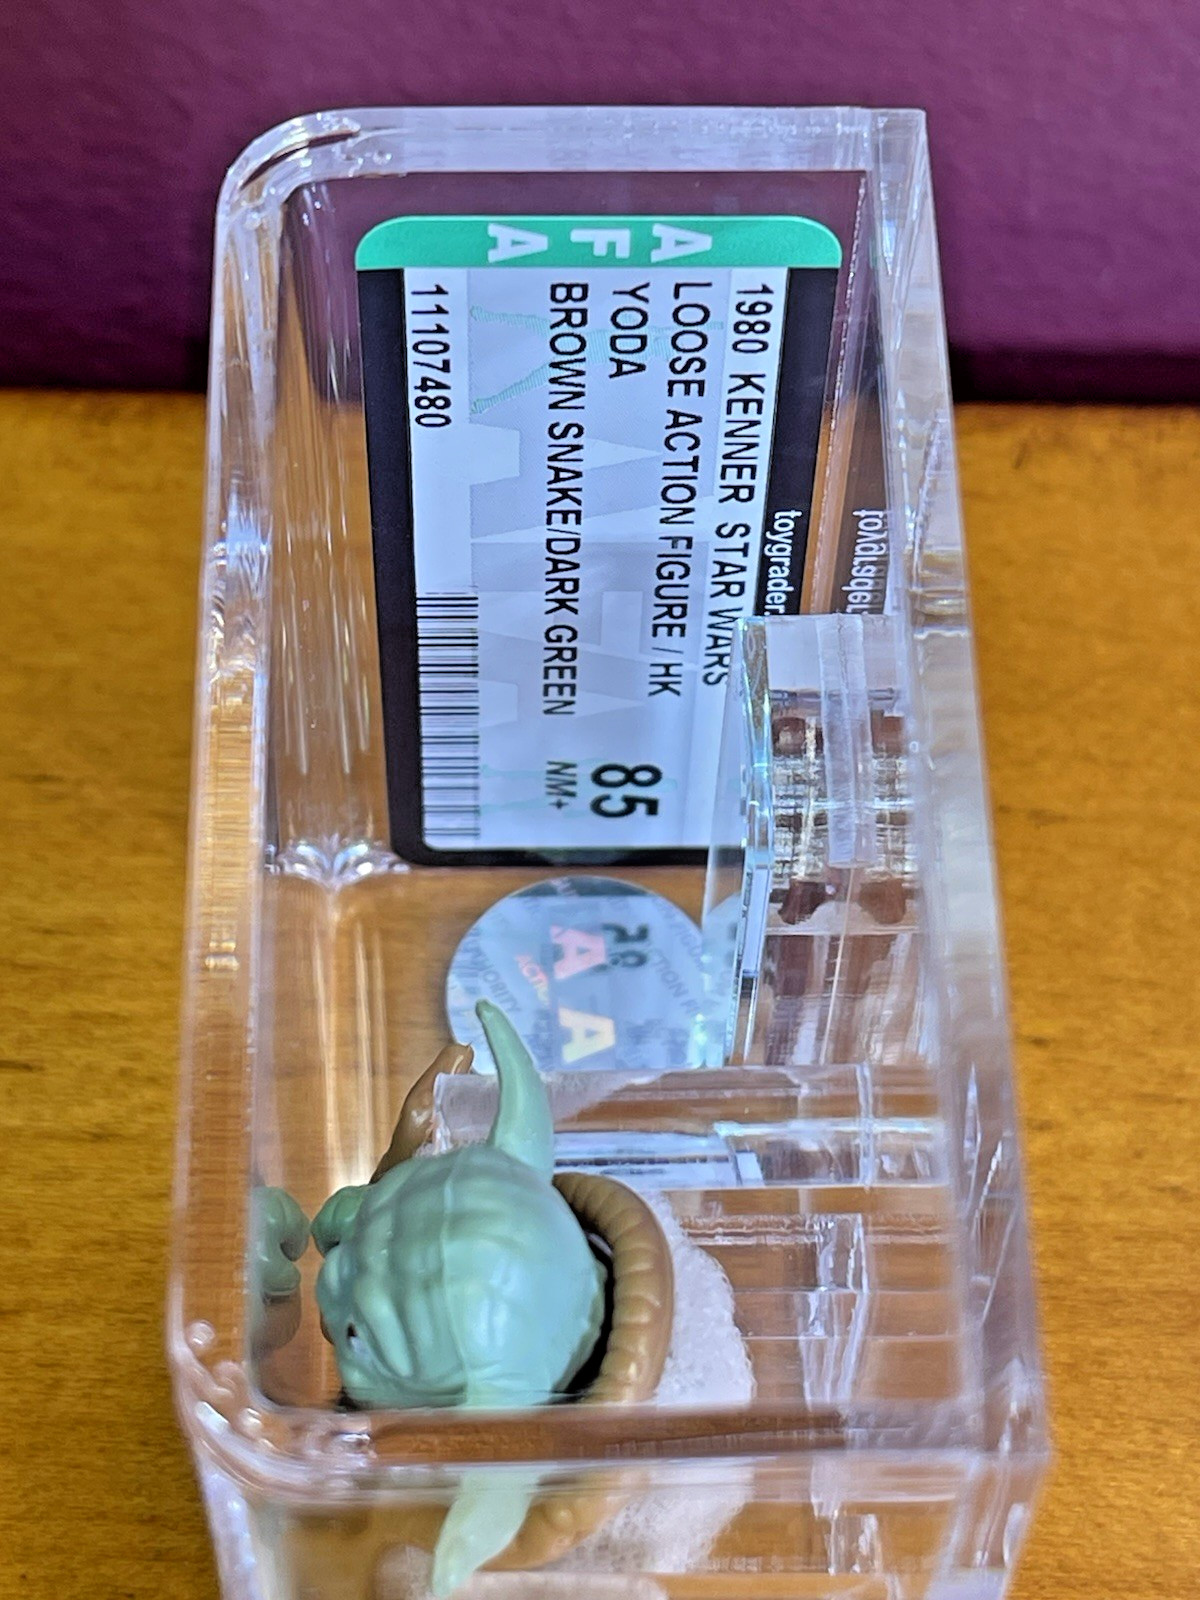 AFA
toygrader.
1980 KENNER STAR WARS
LOOSE ACTION FIGURE / HK
YODA
85
BROWN SNAKE/DARK GREEN
NM+
11107480